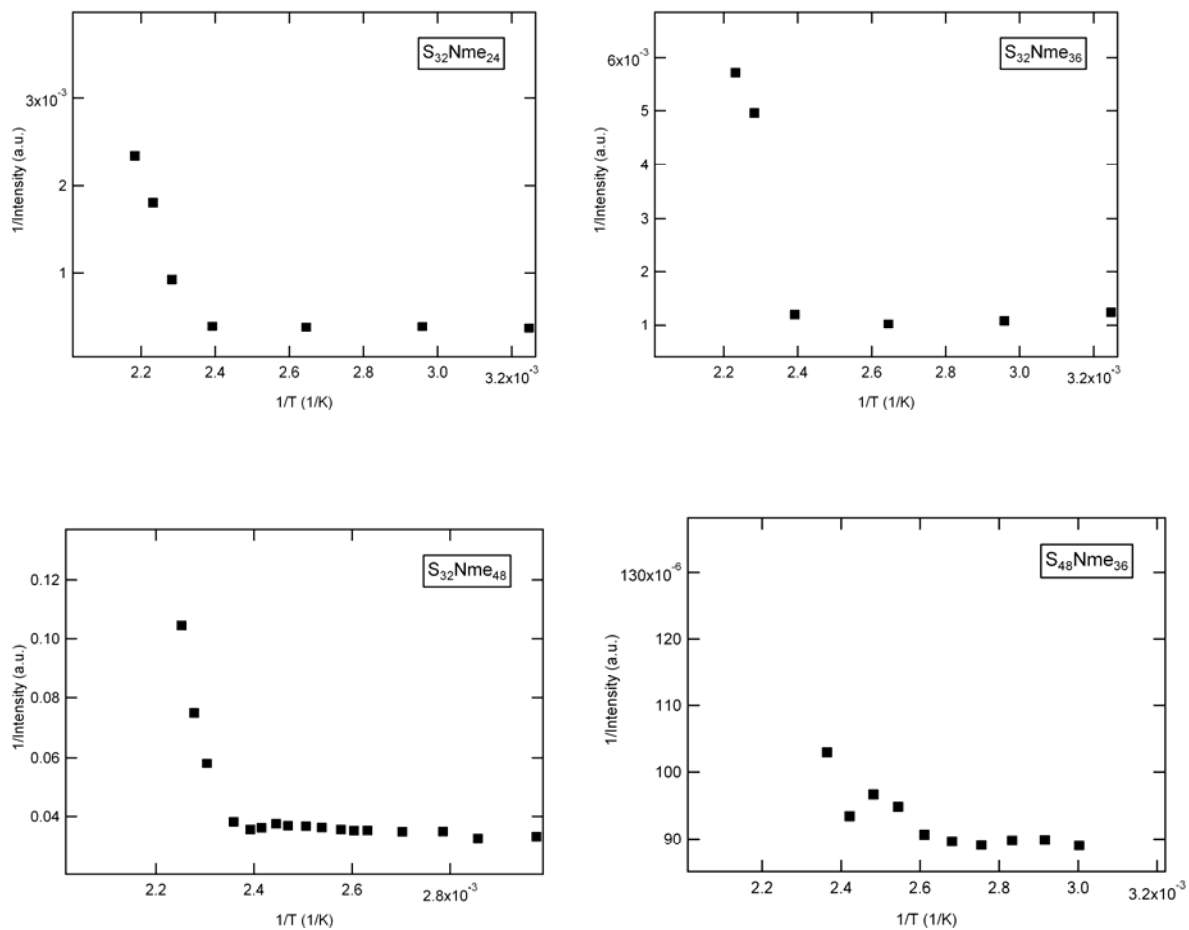 S₃₂Nme₂₄
3x10⁻³
2
1
1/Intensity (a.u.)
2.2 2.4 2.6 2.8 3.0 3.2x10⁻³
1/T (1/K)
S₃₂Nme₃₆
6x10⁻³
5
4
3
2
1
1/Intensity (a.u.)
2.2 2.4 2.6 2.8 3.0 3.2x10⁻³
1/T (1/K)
S₃₂Nme₄₈
0.12
0.10
0.08
0.06
0.04
1/Intensity (a.u.)
2.2 2.4 2.6 2.8x10⁻³
1/T (1/K)
S₄₈Nme₃₆
130x10⁻⁶
120
110
100
90
1/Intensity (a.u.)
2.2 2.4 2.6 2.8 3.0 3.2x10⁻³
1/T (1/K)